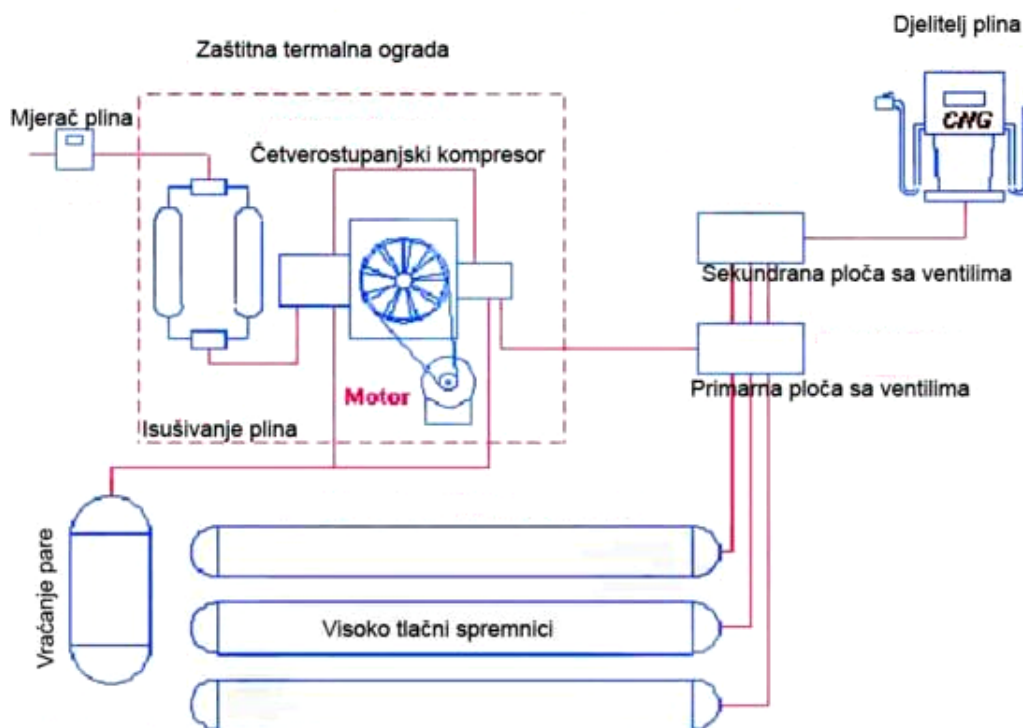 Djelitelj plina
Zaštitna termalna ograda
Mjerač plina
CNG
Četverostupanjski kompresor
Sekundrana ploča sa ventilima
Motor
Primarna ploča sa ventilima
Isušivanje plina
Vraćanje pare
Visoko tlačni spremnici